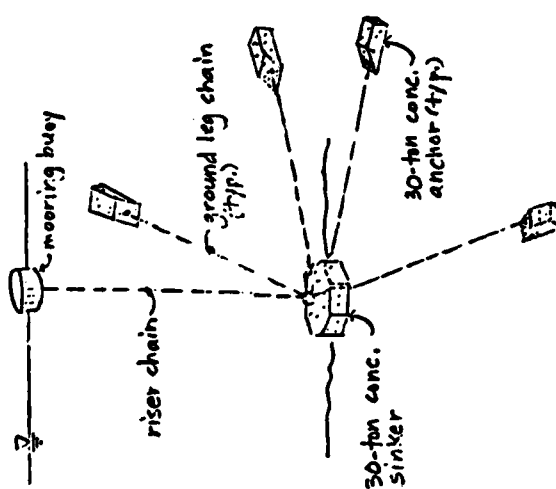 mooring buoy
riser chain
ground leg chain
(typ.)
30-ton conc.
anchor (typ.)
30-ton conc.
sinker